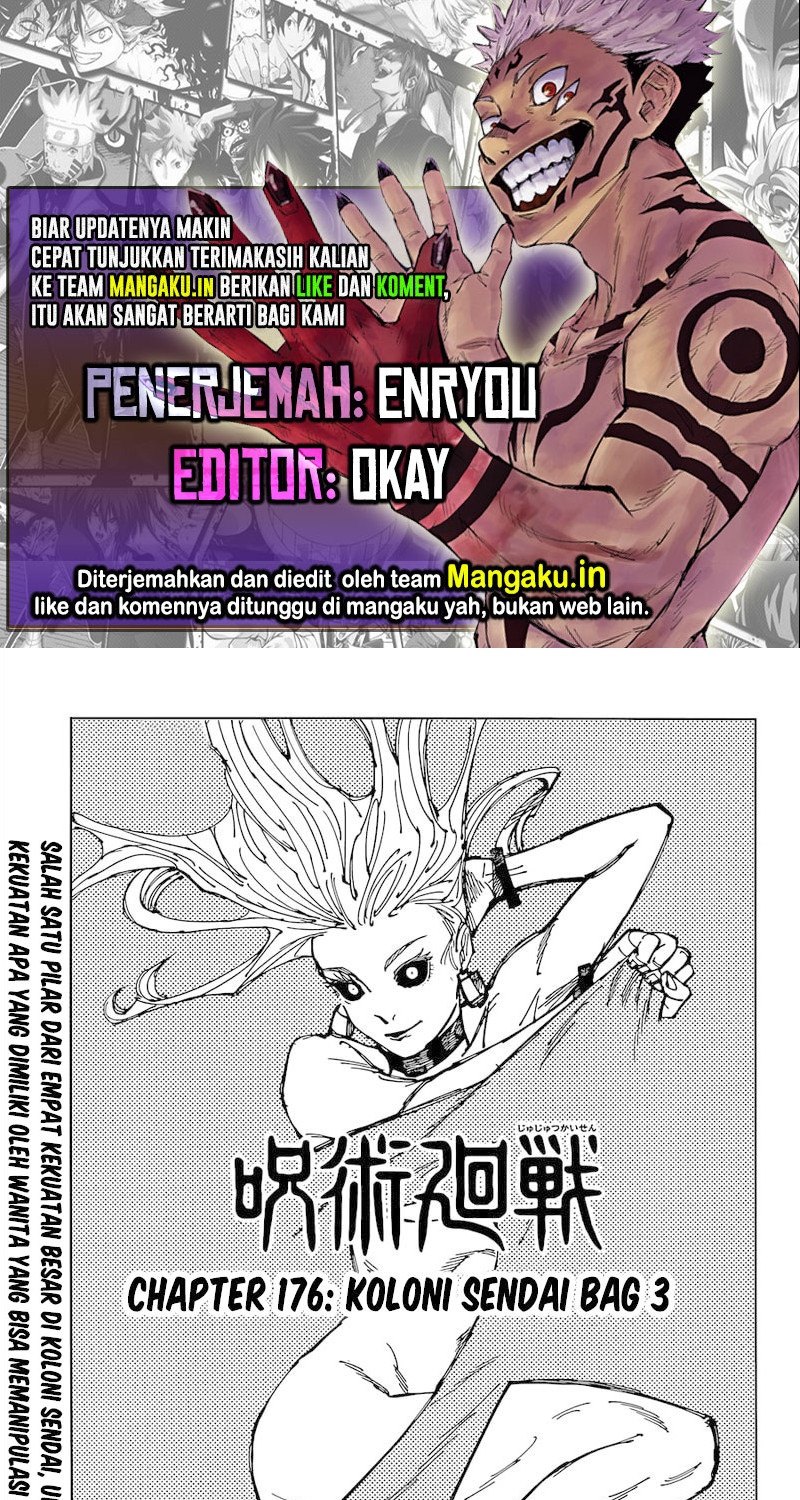 BIAR UPDATENYA MAKIN
CEPAT TUNJUKKAN TERIMAKASIH KALIAN
KE TEAM MANGAKU.in BERIKAN LIKE DAN KOMENT,
ITU AKAN SANGAT BERARTI BAGI KAMI
PENERJEMAH: ENRYOU
EDITOR: OKAY
Diterjemahkan dan diedit oleh team Mangaku.in
like dan komennya ditunggu di mangaku yah, bukan web lain.
SALAH SATU PILAR DARI EMPAT KEKUATAN BESAR DI KOLONI SENDAI,
KEKUATAN APA YANG DIMILIKI OLEH WANITA YANG BISA MEMANIPULASI
じゅじゅつかいせん
呪術廻戦
CHAPTER 176: KOLONI SENDAI BAG 3